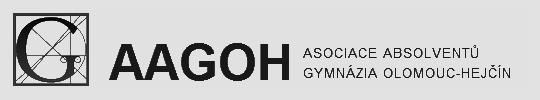 G
AAGOH
ASOCIACE ABSOLVENTŮ
GYMNÁZIA OLOMOUC-HEJČÍN